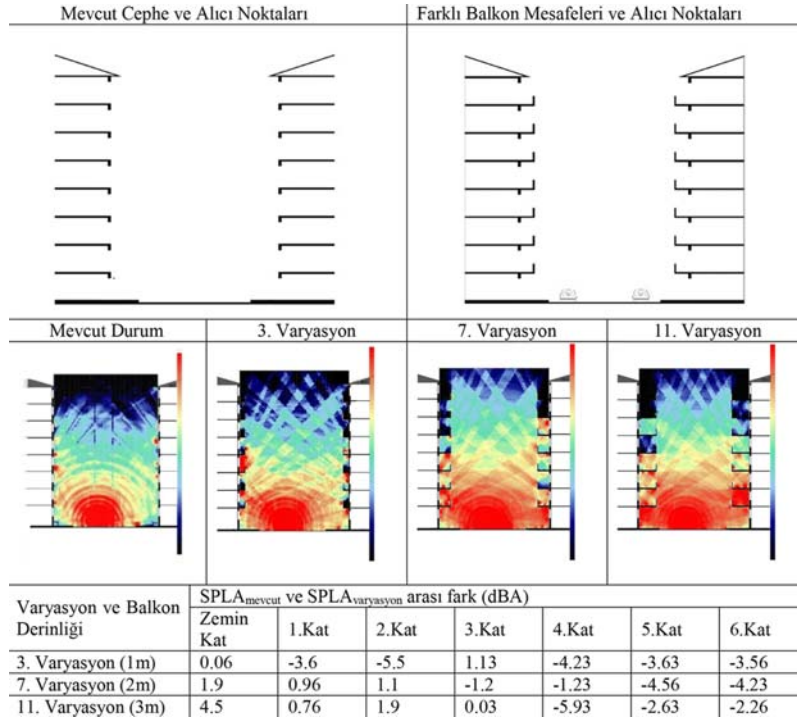 Mevcut Cephe ve Alıcı Noktaları
Farklı Balkon Mesafeleri ve Alıcı Noktaları
Mevcut Durum
3. Varyasyon
7. Varyasyon
11. Varyasyon
Varyasyon ve Balkon Derinliği
SPLAmevcut ve SPLAvaryasyon arası fark (dBA)
Zemin Kat 1.Kat 2.Kat 3.Kat 4.Kat 5.Kat 6.Kat
3. Varyasyon (1m) 0.06 -3.6 -5.5 1.13 -4.23 -3.63 -3.56
7. Varyasyon (2m) 1.9 0.96 1.1 -1.2 -1.23 -4.56 -4.23
11. Varyasyon (3m) 4.5 0.76 1.9 0.03 -5.93 -2.63 -2.26